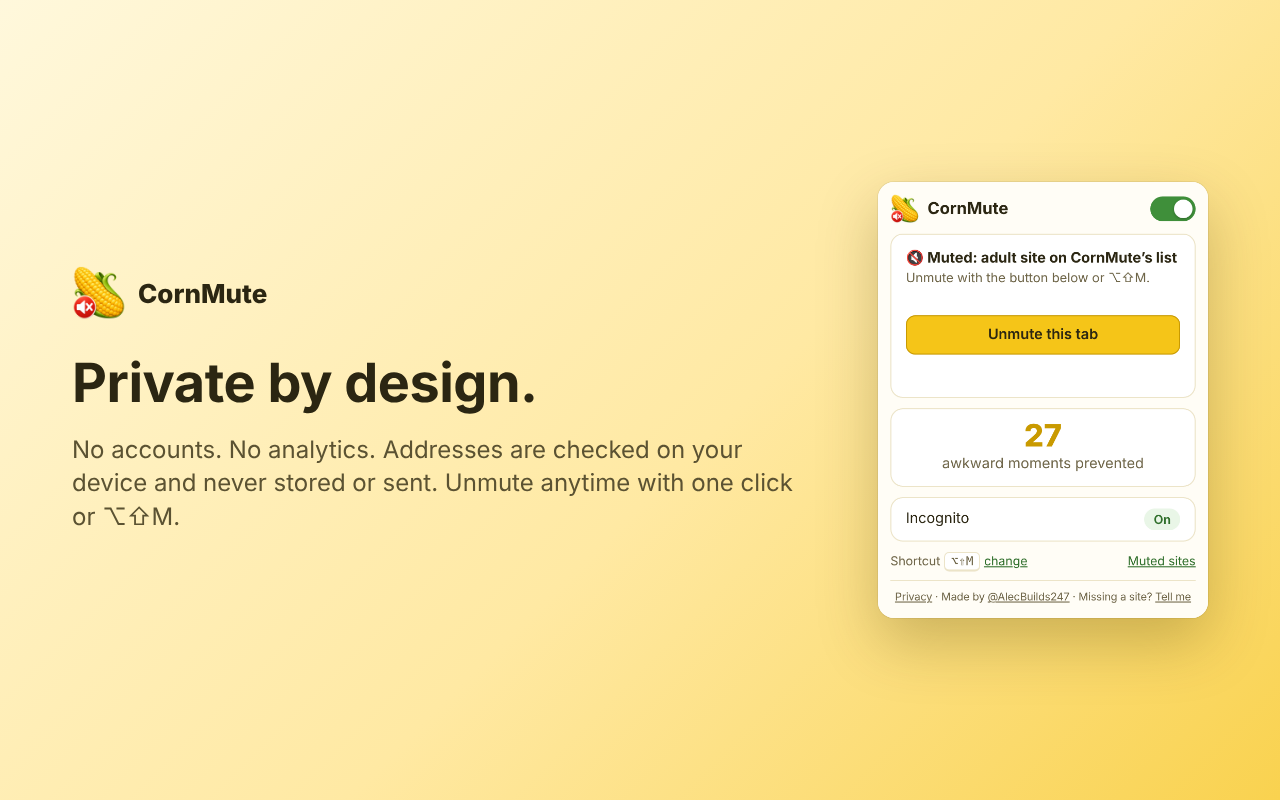 CornMute
Private by design.
No accounts. No analytics. Addresses are checked on your
device and never stored or sent. Unmute anytime with one click
or ⌥⇧M.
CornMute
Muted: adult site on CornMute’s list
Unmute with the button below or ⌥⇧M.
Unmute this tab
27
awkward moments prevented
Incognito On
Shortcut ⌥⇧M change Muted sites
Privacy · Made by @AlecBuilds247 · Missing a site? Tell me